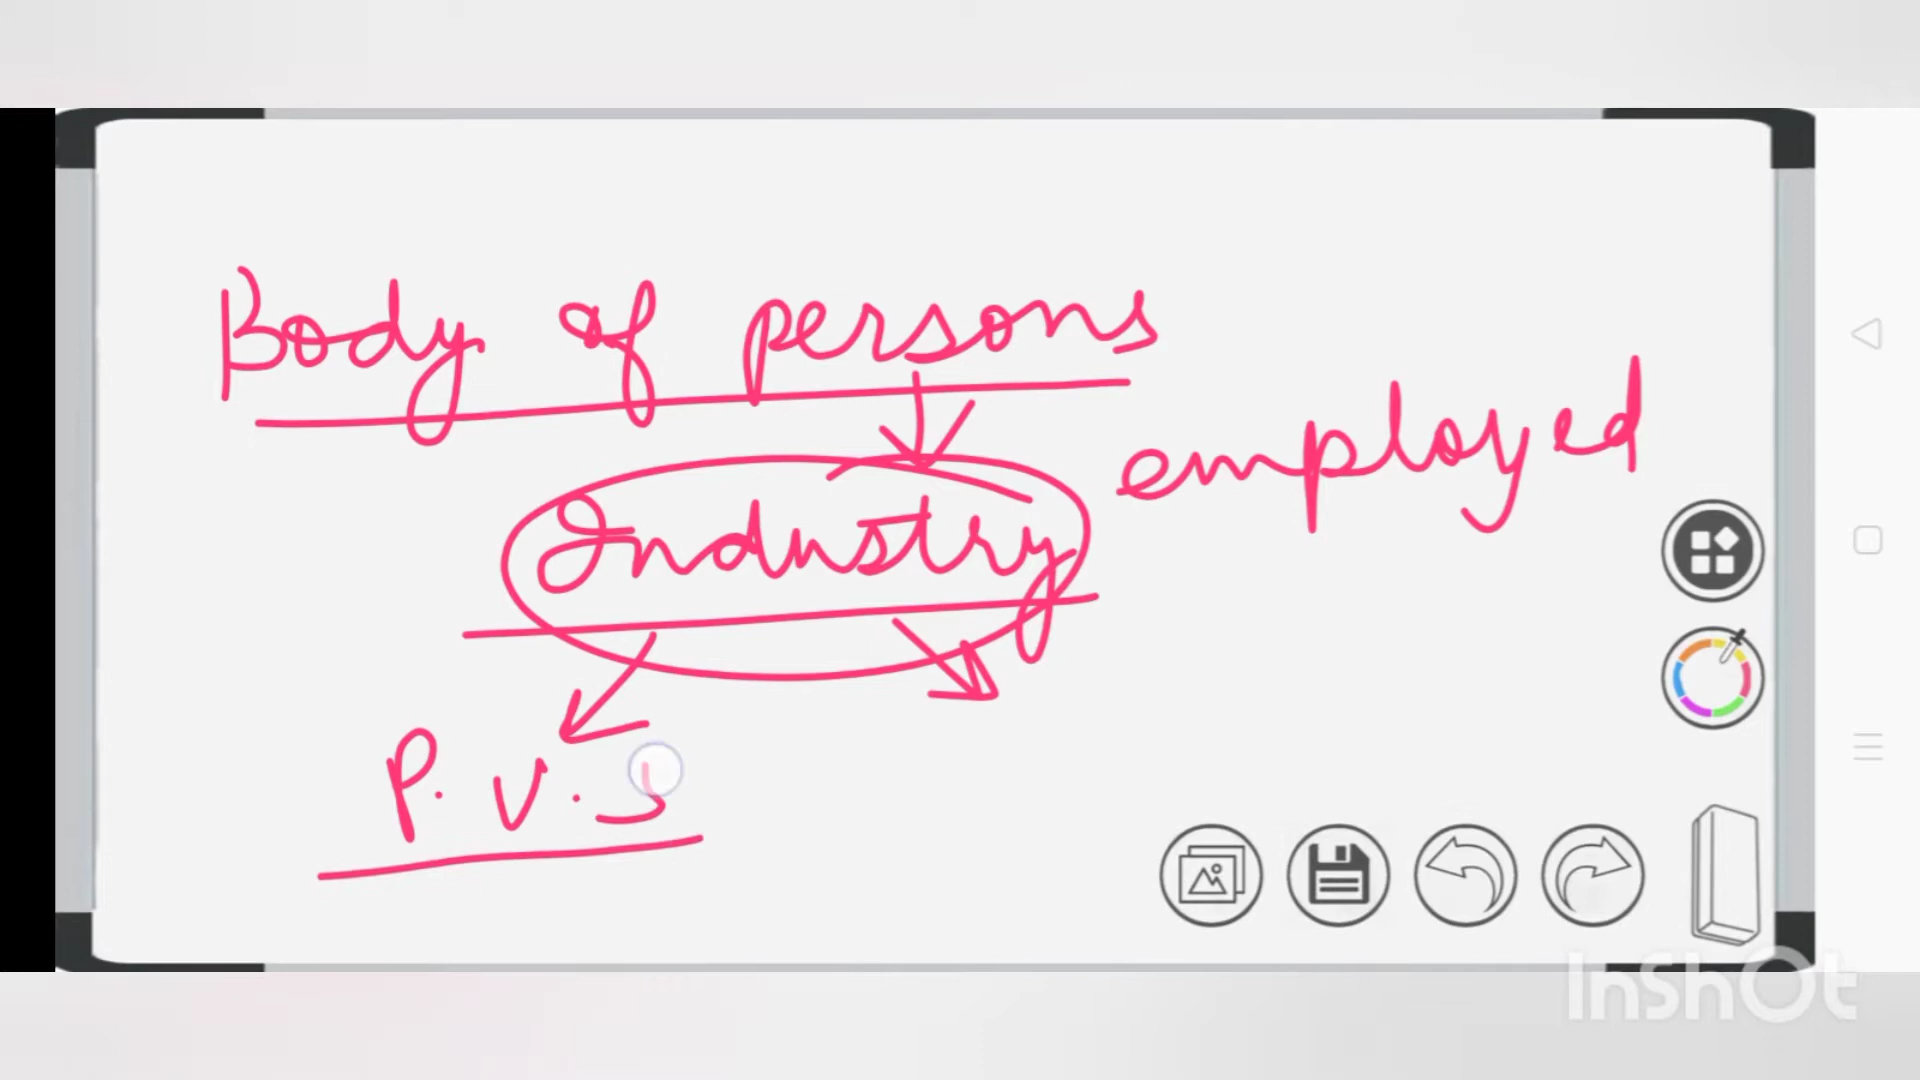 Body of persons
employed
Industry
P. V. S
InShOt